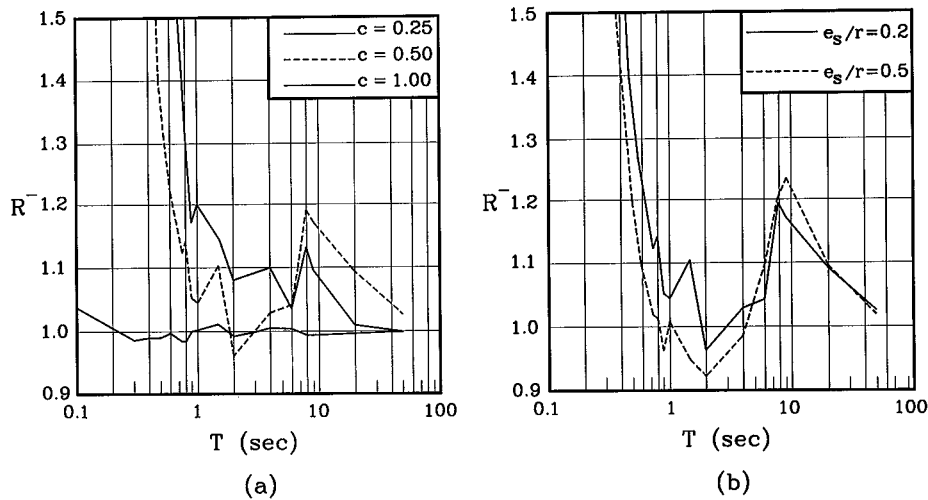 1.5
1.4
1.3
1.2
1.1
1.0
0.9
R⁻
c = 0.25
c = 0.50
c = 1.00
0.1
1
10
100
T (sec)
(a)
1.5
1.4
1.3
1.2
1.1
1.0
0.9
R⁻
eₛ/r=0.2
eₛ/r=0.5
0.1
1
10
100
T (sec)
(b)